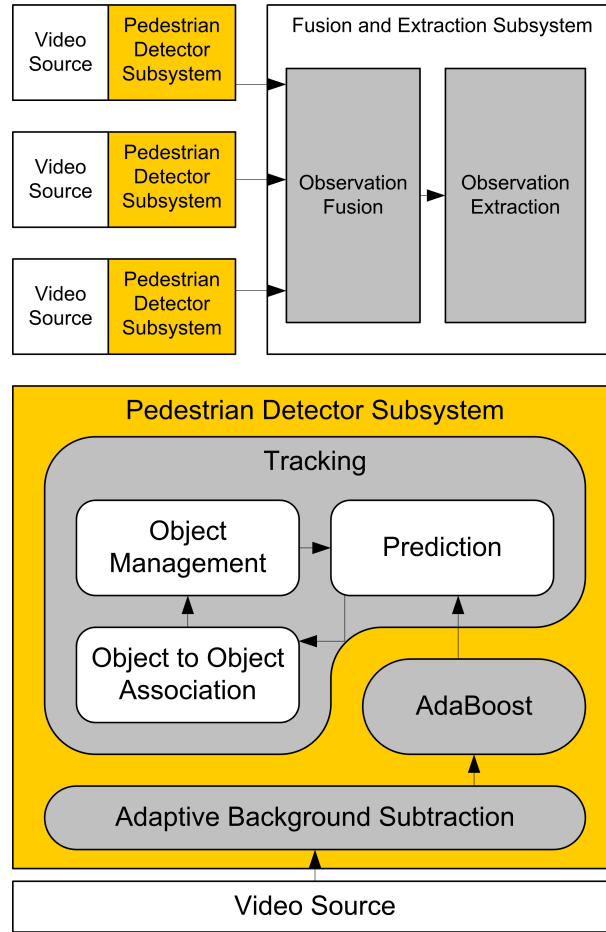 Video
Source
Pedestrian
Detector
Subsystem
Fusion and Extraction Subsystem
Video
Source
Pedestrian
Detector
Subsystem
Observation
Fusion
Observation
Extraction
Video
Source
Pedestrian
Detector
Subsystem
Pedestrian Detector Subsystem
Tracking
Object
Management
Prediction
Object to Object
Association
AdaBoost
Adaptive Background Subtraction
Video Source